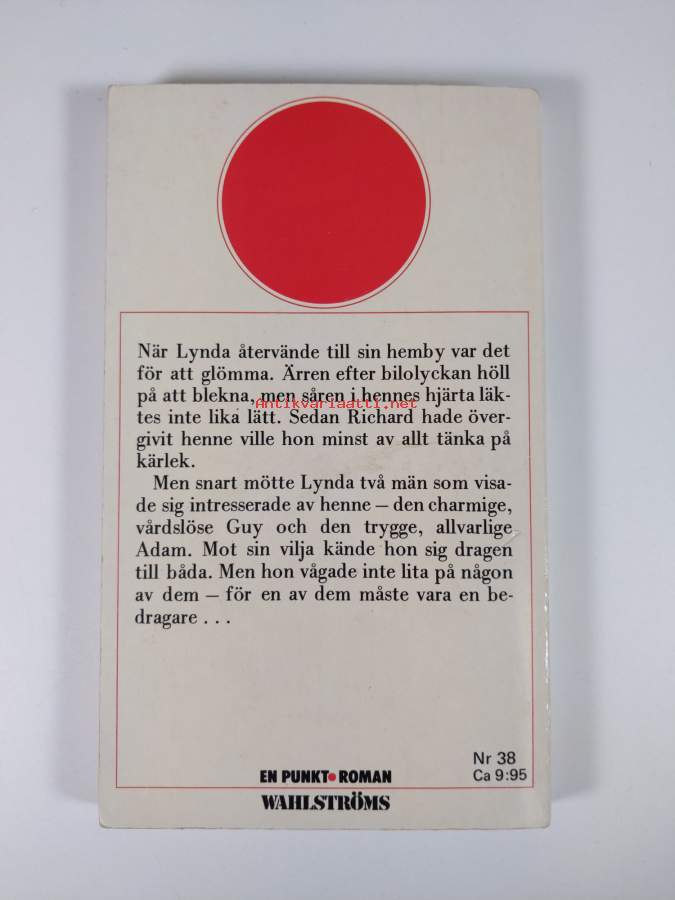 När Lynda återvände till sin hemby var det
för att glömma. Ärren efter bilolyckan höll
på att blekna, men såren i hennes hjärta läk-
Antikvariaatti.net
tes inte lika lätt. Sedan Richard hade över-
givit henne ville hon minst av allt tänka på
kärlek.
Men snart mötte Lynda två män som visa-
de sig intresserade av henne – den charmige,
vårdslöse Guy och den trygge, allvarlige
Adam. Mot sin vilja kände hon sig dragen
till båda. Men hon vågade inte lita på någon
av dem – för en av dem måste vara en be-
dragare . . .
Nr 38
Ca 9:95
EN PUNKT•ROMAN
WAHLSTRÖMS